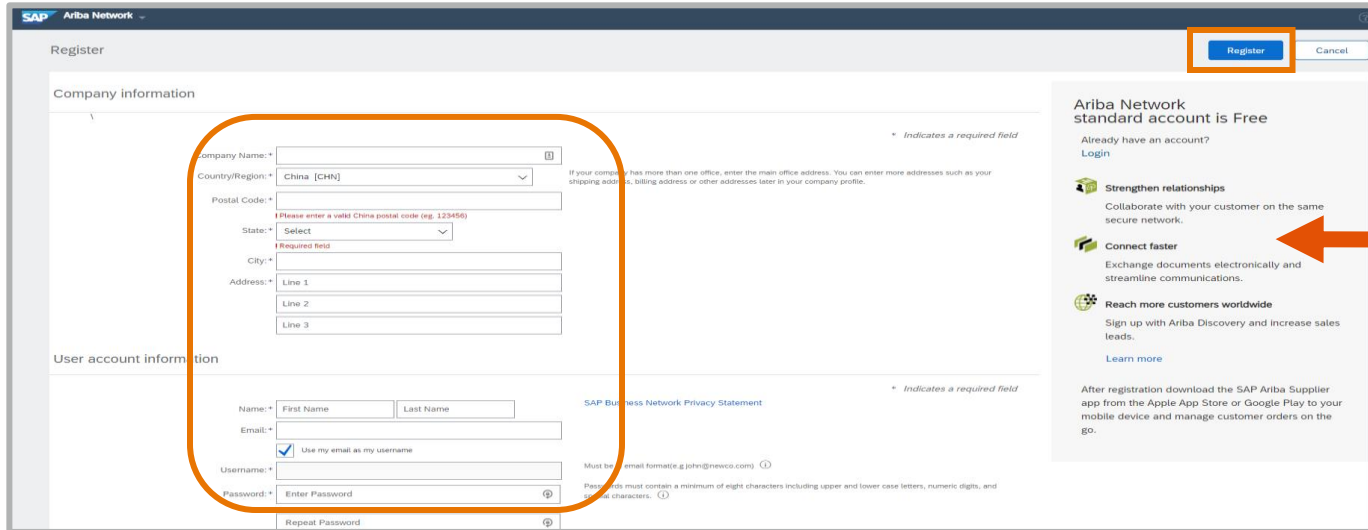 SAP Ariba Network
Register
Register
Cancel
Company information
\
* Indicates a required field
Company Name:*
Country/Region:* China [CHN]
If your company has more than one office, enter the main office address. You can enter more addresses such as your
shipping address, billing address or other addresses later in your company profile.
Postal Code:*
! Please enter a valid China postal code (eg. 123456)
State:* Select
! Required field
City:*
Address:* Line 1
Line 2
Line 3
User account information
* Indicates a required field
Name:* First Name Last Name
SAP Business Network Privacy Statement
Email:*
Use my email as my username
Username:*
Must be email format(e.g john@newco.com) i
Password:* Enter Password
Passwords must contain a minimum of eight characters including upper and lower case letters, numeric digits, and
special characters. i
Repeat Password
Ariba Network
standard account is Free
Already have an account?
Login
Strengthen relationships
Collaborate with your customer on the same
secure network.
Connect faster
Exchange documents electronically and
streamline communications.
Reach more customers worldwide
Sign up with Ariba Discovery and increase sales
leads.
Learn more
After registration download the SAP Ariba Supplier
app from the Apple App Store or Google Play to your
mobile device and manage customer orders on the
go.